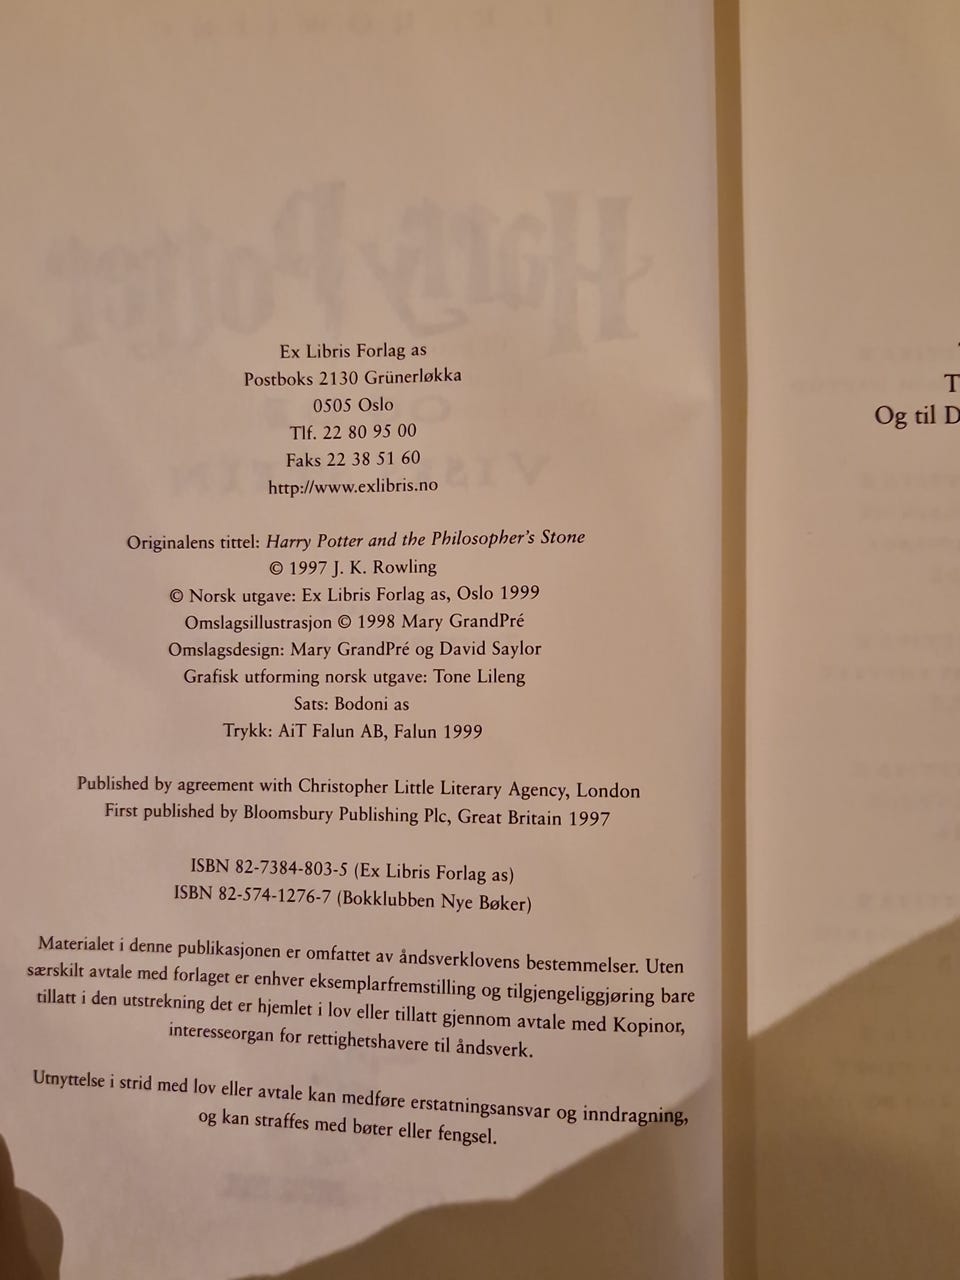 Ex Libris Forlag as
Postboks 2130 Grünerløkka
0505 Oslo
Tlf. 22 80 95 00
Faks 22 38 51 60
http://www.exlibris.no
Originalens tittel: Harry Potter and the Philosopher's Stone
© 1997 J. K. Rowling
© Norsk utgave: Ex Libris Forlag as, Oslo 1999
Omslagsillustrasjon © 1998 Mary GrandPré
Omslagsdesign: Mary GrandPré og David Saylor
Grafisk utforming norsk utgave: Tone Lileng
Sats: Bodoni as
Trykk: AiT Falun AB, Falun 1999
Published by agreement with Christopher Little Literary Agency, London
First published by Bloomsbury Publishing Plc, Great Britain 1997
ISBN 82-7384-803-5 (Ex Libris Forlag as)
ISBN 82-574-1276-7 (Bokklubben Nye Bøker)
Materialet i denne publikasjonen er omfattet av åndsverklovens bestemmelser. Uten
særskilt avtale med forlaget er enhver eksemplarfremstilling og tilgjengeliggjøring bare
tillatt i den utstrekning det er hjemlet i lov eller tillatt gjennom avtale med Kopinor,
interesseorgan for rettighetshavere til åndsverk.
Utnyttelse i strid med lov eller avtale kan medføre erstatningsansvar og inndragning,
og kan straffes med bøter eller fengsel.
Og til
Harry Potter